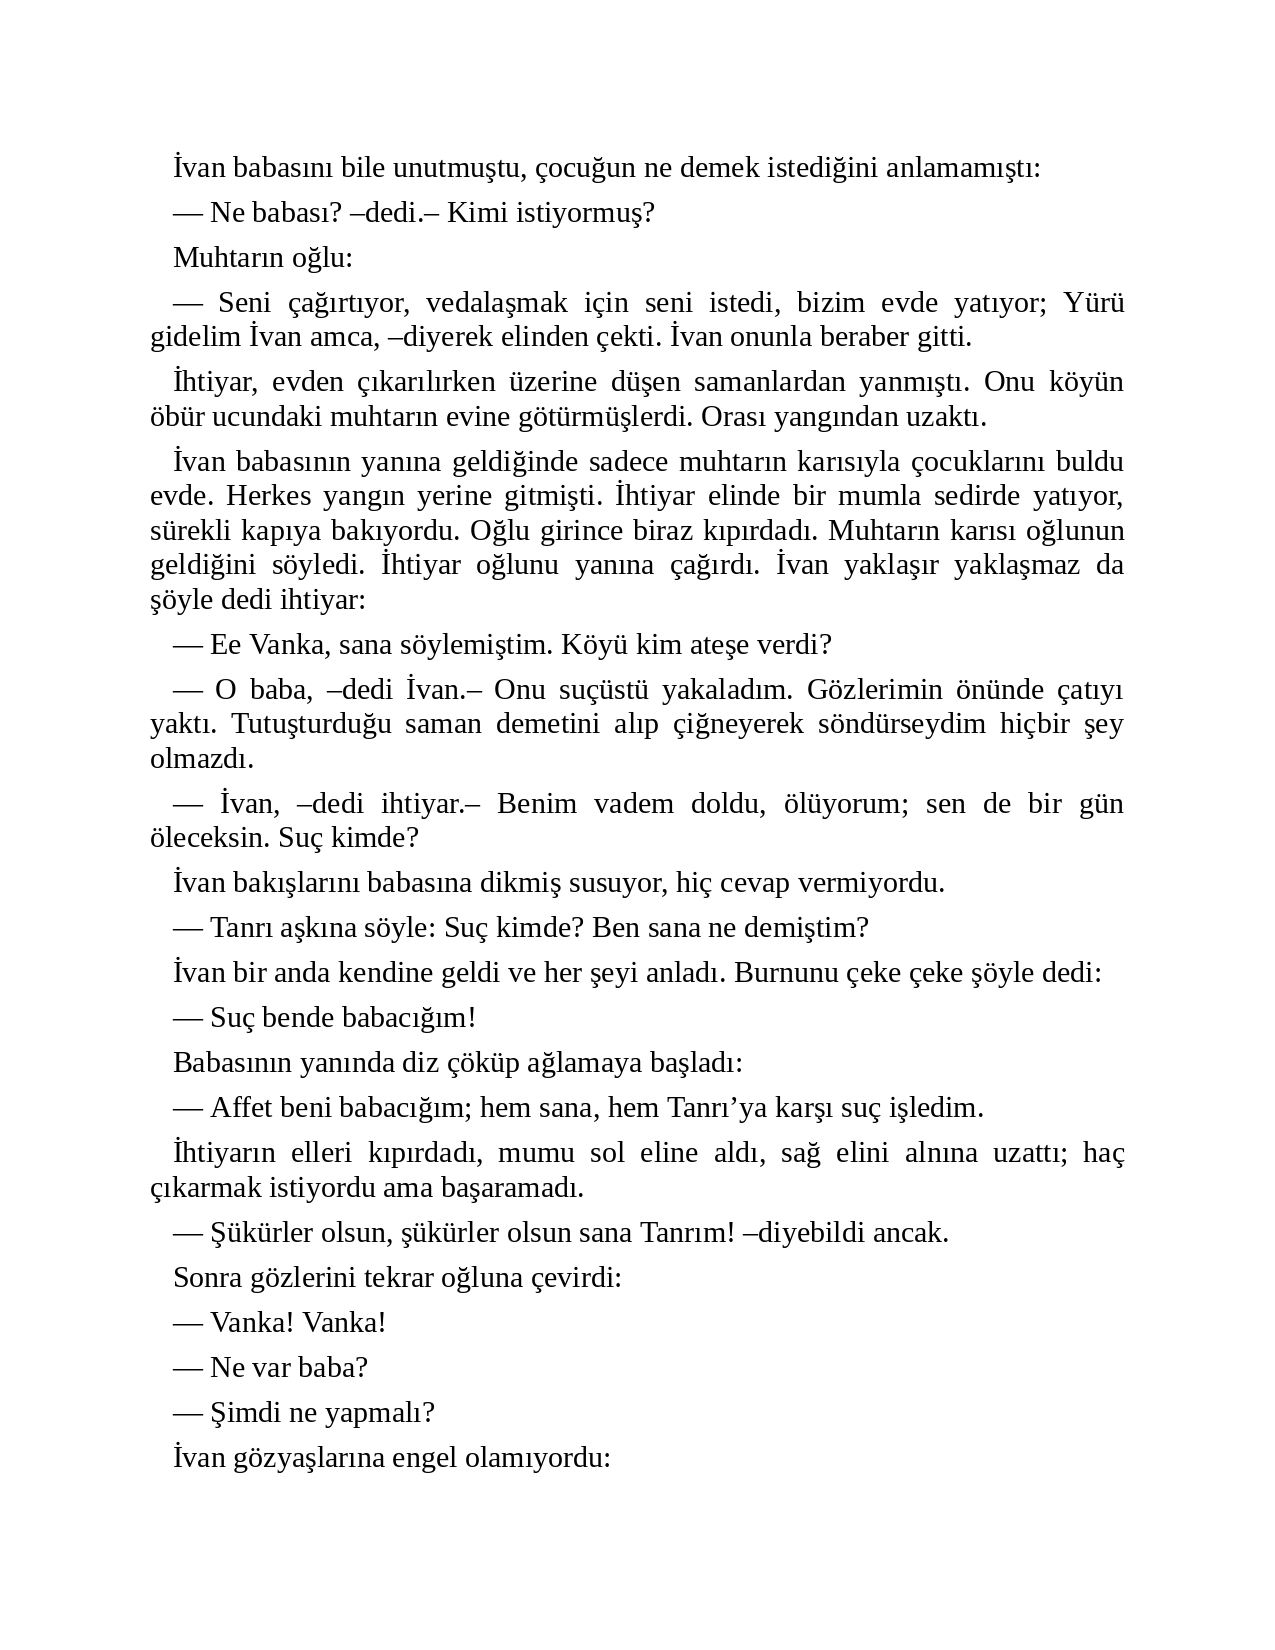 İvan babasını bile unutmuştu, çocuğun ne demek istediğini anlamamıştı:
— Ne babası? –dedi.– Kimi istiyormuş?
Muhtarın oğlu:
— Seni çağırtıyor, vedalaşmak için seni istedi, bizim evde yatıyor; Yürü
gidelim İvan amca, –diyerek elinden çekti. İvan onunla beraber gitti.
İhtiyar, evden çıkarılırken üzerine düşen samanlardan yanmıştı. Onu köyün
öbür ucundaki muhtarın evine götürmüşlerdi. Orası yangından uzaktı.
İvan babasının yanına geldiğinde sadece muhtarın karısıyla çocuklarını buldu
evde. Herkes yangın yerine gitmişti. İhtiyar elinde bir mumla sedirde yatıyor,
sürekli kapıya bakıyordu. Oğlu girince biraz kıpırdadı. Muhtarın karısı oğlunun
geldiğini söyledi. İhtiyar oğlunu yanına çağırdı. İvan yaklaşır yaklaşmaz da
şöyle dedi ihtiyar:
— Ee Vanka, sana söylemiştim. Köyü kim ateşe verdi?
— O baba, –dedi İvan.– Onu suçüstü yakaladım. Gözlerimin önünde çatıyı
yaktı. Tutuşturduğu saman demetini alıp çiğneyerek söndürseydim hiçbir şey
olmazdı.
— İvan, –dedi ihtiyar.– Benim vadem doldu, ölüyorum; sen de bir gün
öleceksin. Suç kimde?
İvan bakışlarını babasına dikmiş susuyor, hiç cevap vermiyordu.
— Tanrı aşkına söyle: Suç kimde? Ben sana ne demiştim?
İvan bir anda kendine geldi ve her şeyi anladı. Burnunu çeke çeke şöyle dedi:
— Suç bende babacığım!
Babasının yanında diz çöküp ağlamaya başladı:
— Affet beni babacığım; hem sana, hem Tanrı’ya karşı suç işledim.
İhtiyarın elleri kıpırdadı, mumu sol eline aldı, sağ elini alnına uzattı; haç
çıkarmak istiyordu ama başaramadı.
— Şükürler olsun, şükürler olsun sana Tanrım! –diyebildi ancak.
Sonra gözlerini tekrar oğluna çevirdi:
— Vanka! Vanka!
— Ne var baba?
— Şimdi ne yapmalı?
İvan gözyaşlarına engel olamıyordu: